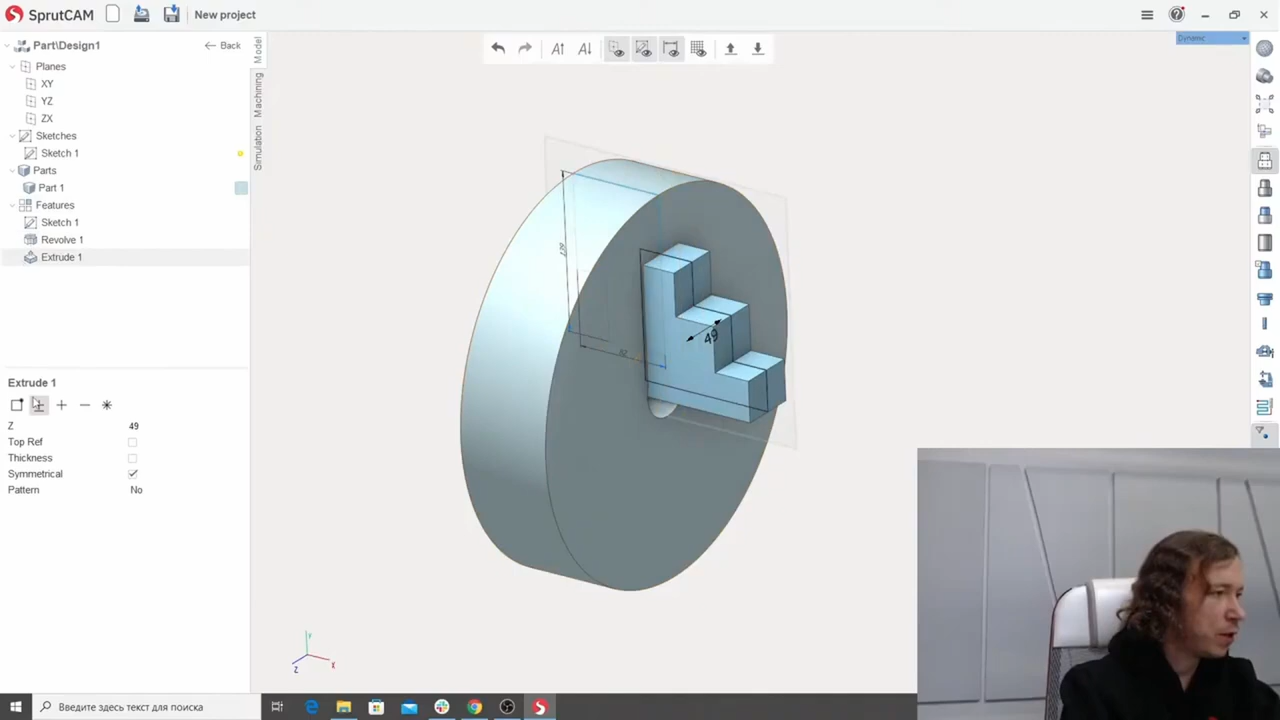 SprutCAM
New project
Part\Design1
Back
Planes
XY
YZ
ZX
Sketches
Sketch 1
Parts
Part 1
Features
Sketch 1
Revolve 1
Extrude 1
Model
Machining
Simulation
Dynamic
49
Extrude 1
Z 49
Top Ref
Thickness
Symmetrical
Pattern No
Y
Z
X
Введите здесь текст для поиска